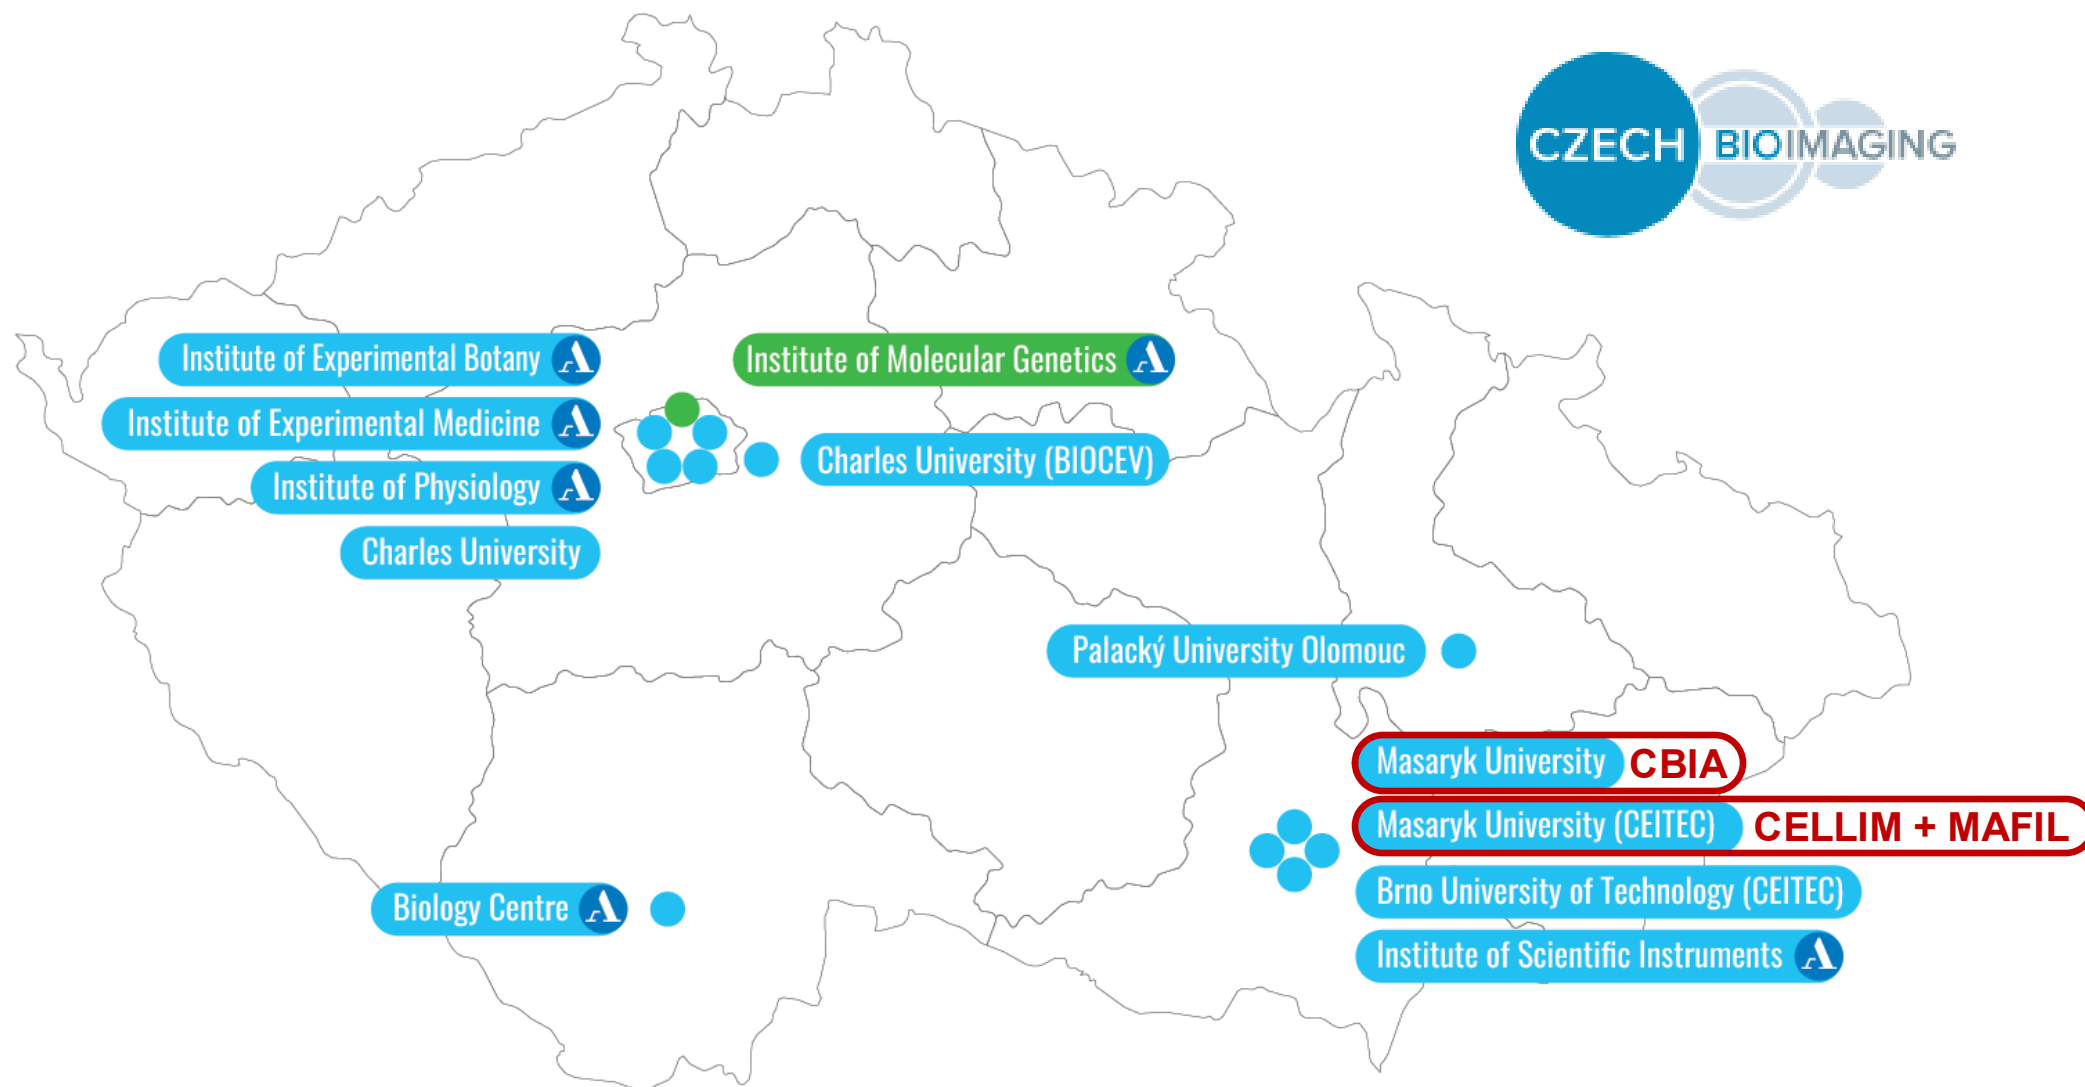 CZECH BIOIMAGING
Institute of Experimental Botany
Institute of Molecular Genetics
Institute of Experimental Medicine
Charles University (BIOCEV)
Institute of Physiology
Charles University
Palacký University Olomouc
Masaryk University CBIA
Masaryk University (CEITEC) CELLIM + MAFIL
Brno University of Technology (CEITEC)
Biology Centre
Institute of Scientific Instruments